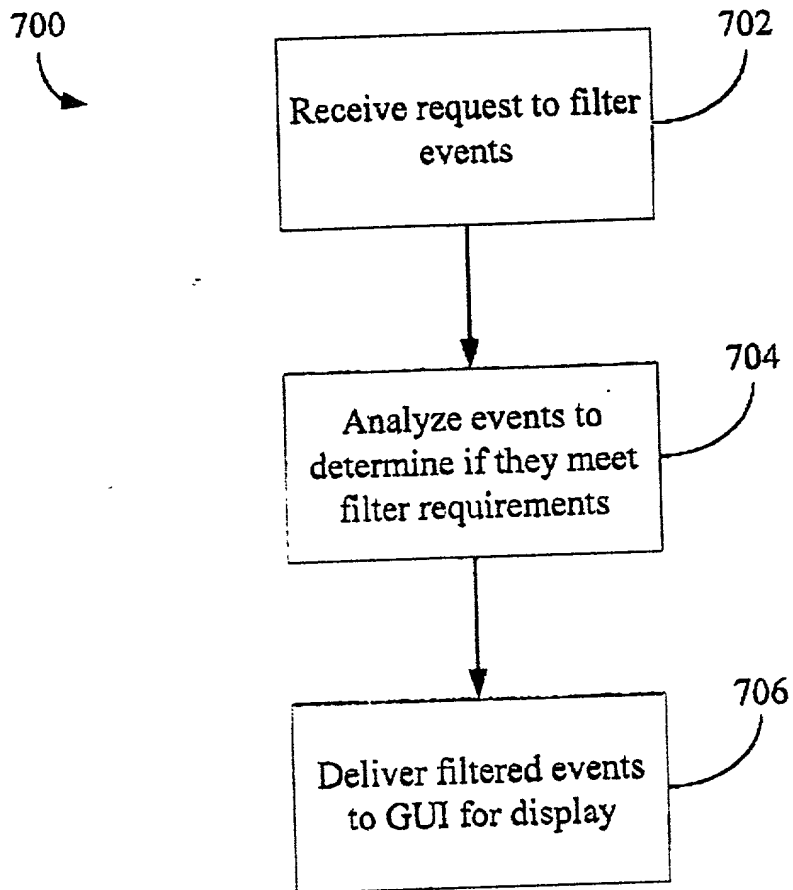 700
702
Receive request to filter
events
704
Analyze events to
determine if they meet
filter requirements
706
Deliver filtered events
to GUI for display